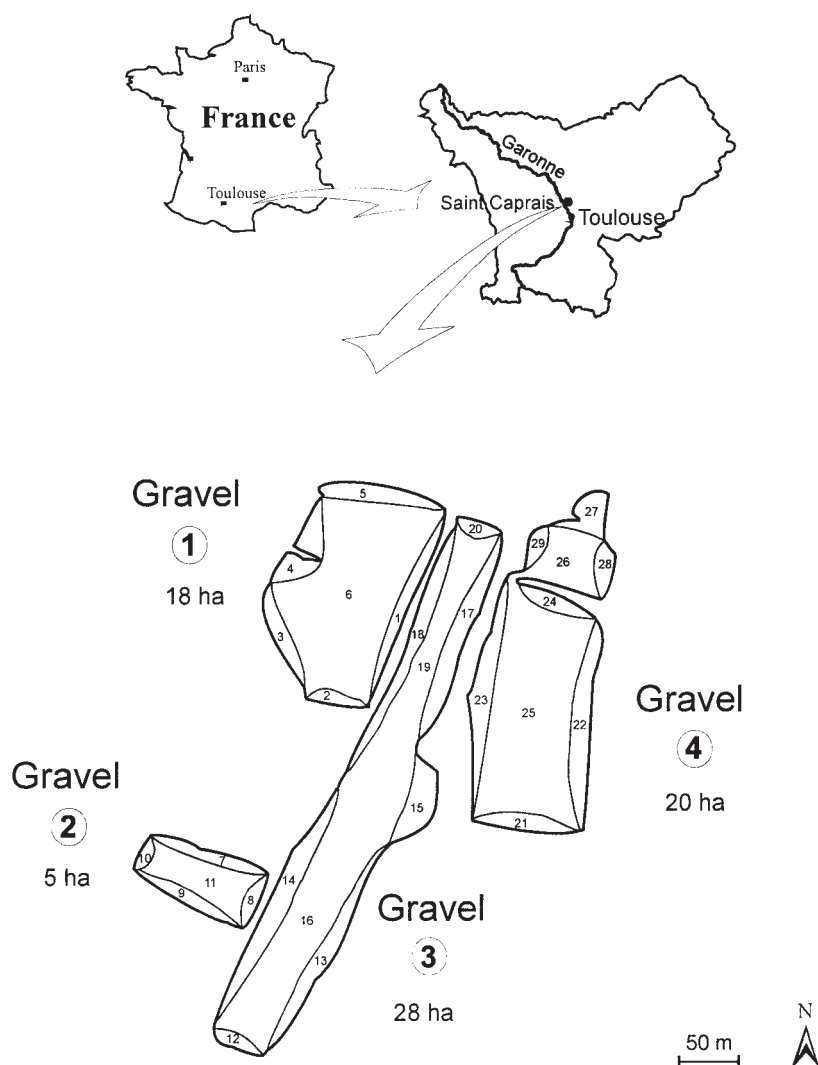 Paris
France
Toulouse
Garonne
Saint Caprais
Toulouse
Gravel
1
18 ha
5
4
6
3
1
2
20
18
17
19
15
14
16
13
12
27
29
26
28
24
23
25
22
21
Gravel
4
20 ha
Gravel
2
5 ha
10
7
11
9
8
Gravel
3
28 ha
50 m
N